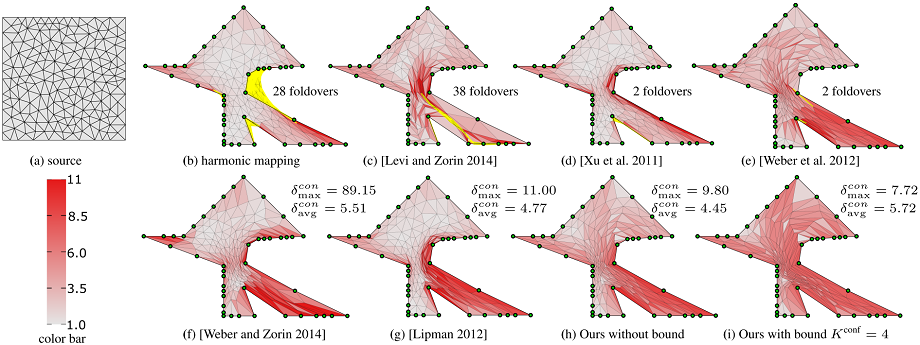 28 foldovers
38 foldovers
2 foldovers
2 foldovers
(a) source
(b) harmonic mapping
(c) [Levi and Zorin 2014]
(d) [Xu et al. 2011]
(e) [Weber et al. 2012]
11
8.5
6.0
3.5
1.0
color bar
δ^con_max = 89.15
δ^con_avg = 5.51
δ^con_max = 11.00
δ^con_avg = 4.77
δ^con_max = 9.80
δ^con_avg = 4.45
δ^con_max = 7.72
δ^con_avg = 5.72
(f) [Weber and Zorin 2014]
(g) [Lipman 2012]
(h) Ours without bound
(i) Ours with bound K^conf = 4